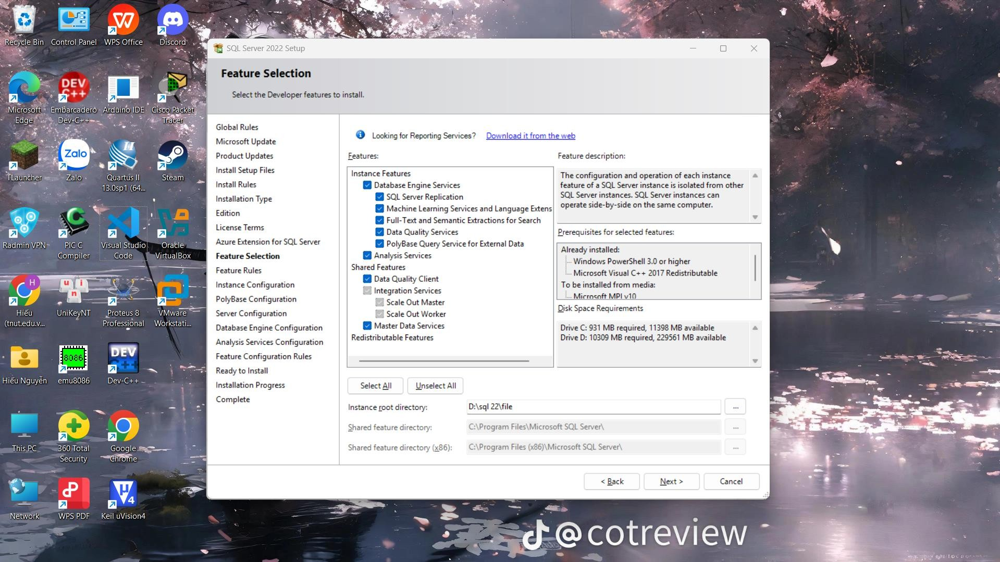 Recycle Bin
Control Panel
WPS Office
Discord
Microsoft
Edge
DEV
C++
Embarcadero
Dev-C++
Arduino IDE
Cisco Packet
Tracer
TLauncher
Zalo
Zalo
II
Quartus II
13.0sp1 (64...
Steam
Radmin VPN
PIC C
Compiler
Visual Studio
Code
Oracle
VirtualBox
H
Hiếu
(tnut.edu.v...
u i
n
UniKeyNT
Proteus 8
Professional
VMware
Workstati...
Hiếu Nguyễn
8086
emu8086
DEV
C++
Dev-C++
This PC
360 Total
Security
Google
Chrome
Network
WPS PDF
μ
V4
Keil uVision4
SQL Server 2022 Setup
Feature Selection
Select the Developer features to install.
Global Rules
Microsoft Update
Product Updates
Install Setup Files
Install Rules
Installation Type
Edition
License Terms
Azure Extension for SQL Server
Feature Selection
Feature Rules
Instance Configuration
PolyBase Configuration
Server Configuration
Database Engine Configuration
Analysis Services Configuration
Feature Configuration Rules
Ready to Install
Installation Progress
Complete
Looking for Reporting Services? Download it from the web
Features:
Instance Features
Database Engine Services
SQL Server Replication
Machine Learning Services and Language Extens
Full-Text and Semantic Extractions for Search
Data Quality Services
PolyBase Query Service for External Data
Analysis Services
Shared Features
Data Quality Client
Integration Services
Scale Out Master
Scale Out Worker
Master Data Services
Redistributable Features
Feature description:
The configuration and operation of each instance
feature of a SQL Server instance is isolated from other
SQL Server instances. SQL Server instances can
operate side-by-side on the same computer.
Prerequisites for selected features:
Already installed:
Windows PowerShell 3.0 or higher
Microsoft Visual C++ 2017 Redistributable
To be installed from media:
Microsoft MPI v10
Disk Space Requirements
Drive C: 931 MB required, 11398 MB available
Drive D: 10309 MB required, 229561 MB available
Select All
Unselect All
Instance root directory: D:\sql 22\file ...
Shared feature directory: C:\Program Files\Microsoft SQL Server\ ...
Shared feature directory (x86): C:\Program Files (x86)\Microsoft SQL Server\ ...
< Back
Next >
Cancel
@cotreview